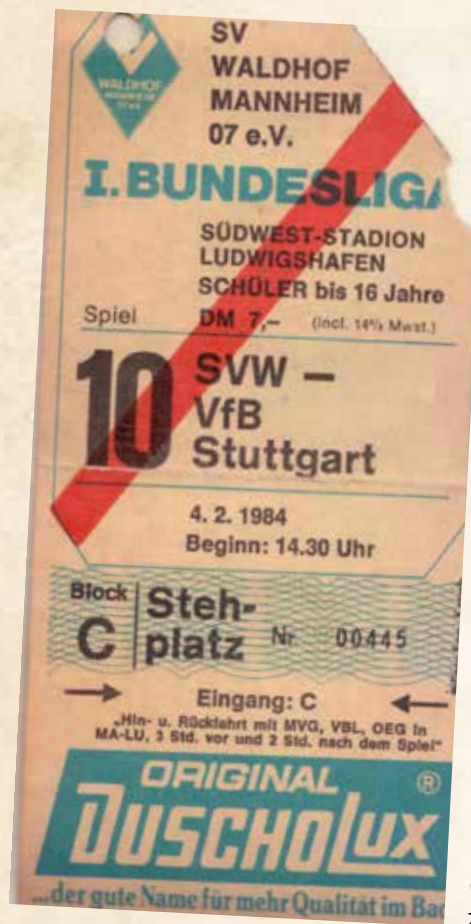 SV
WALDHOF
MANNHEIM
07 e.V.
WALDHOF
MANNHEIM
I. BUNDESLIGA
SÜDWEST-STADION
LUDWIGSHAFEN
SCHÜLER bis 16 Jahre
Spiel DM 7,– (incl. 14% Mwst.)
10 SVW –
VfB
Stuttgart
4. 2. 1984
Beginn: 14.30 Uhr
Block
C
Steh-
platz Nr. 00445
Eingang: C
„Hin- u. Rückfahrt mit MVG, VBL, OEG in
MA-LU, 3 Std. vor und 2 Std. nach dem Spiel"
ORIGINAL ®
DUSCHOLUX
...der gute Name für mehr Qualität im Bad